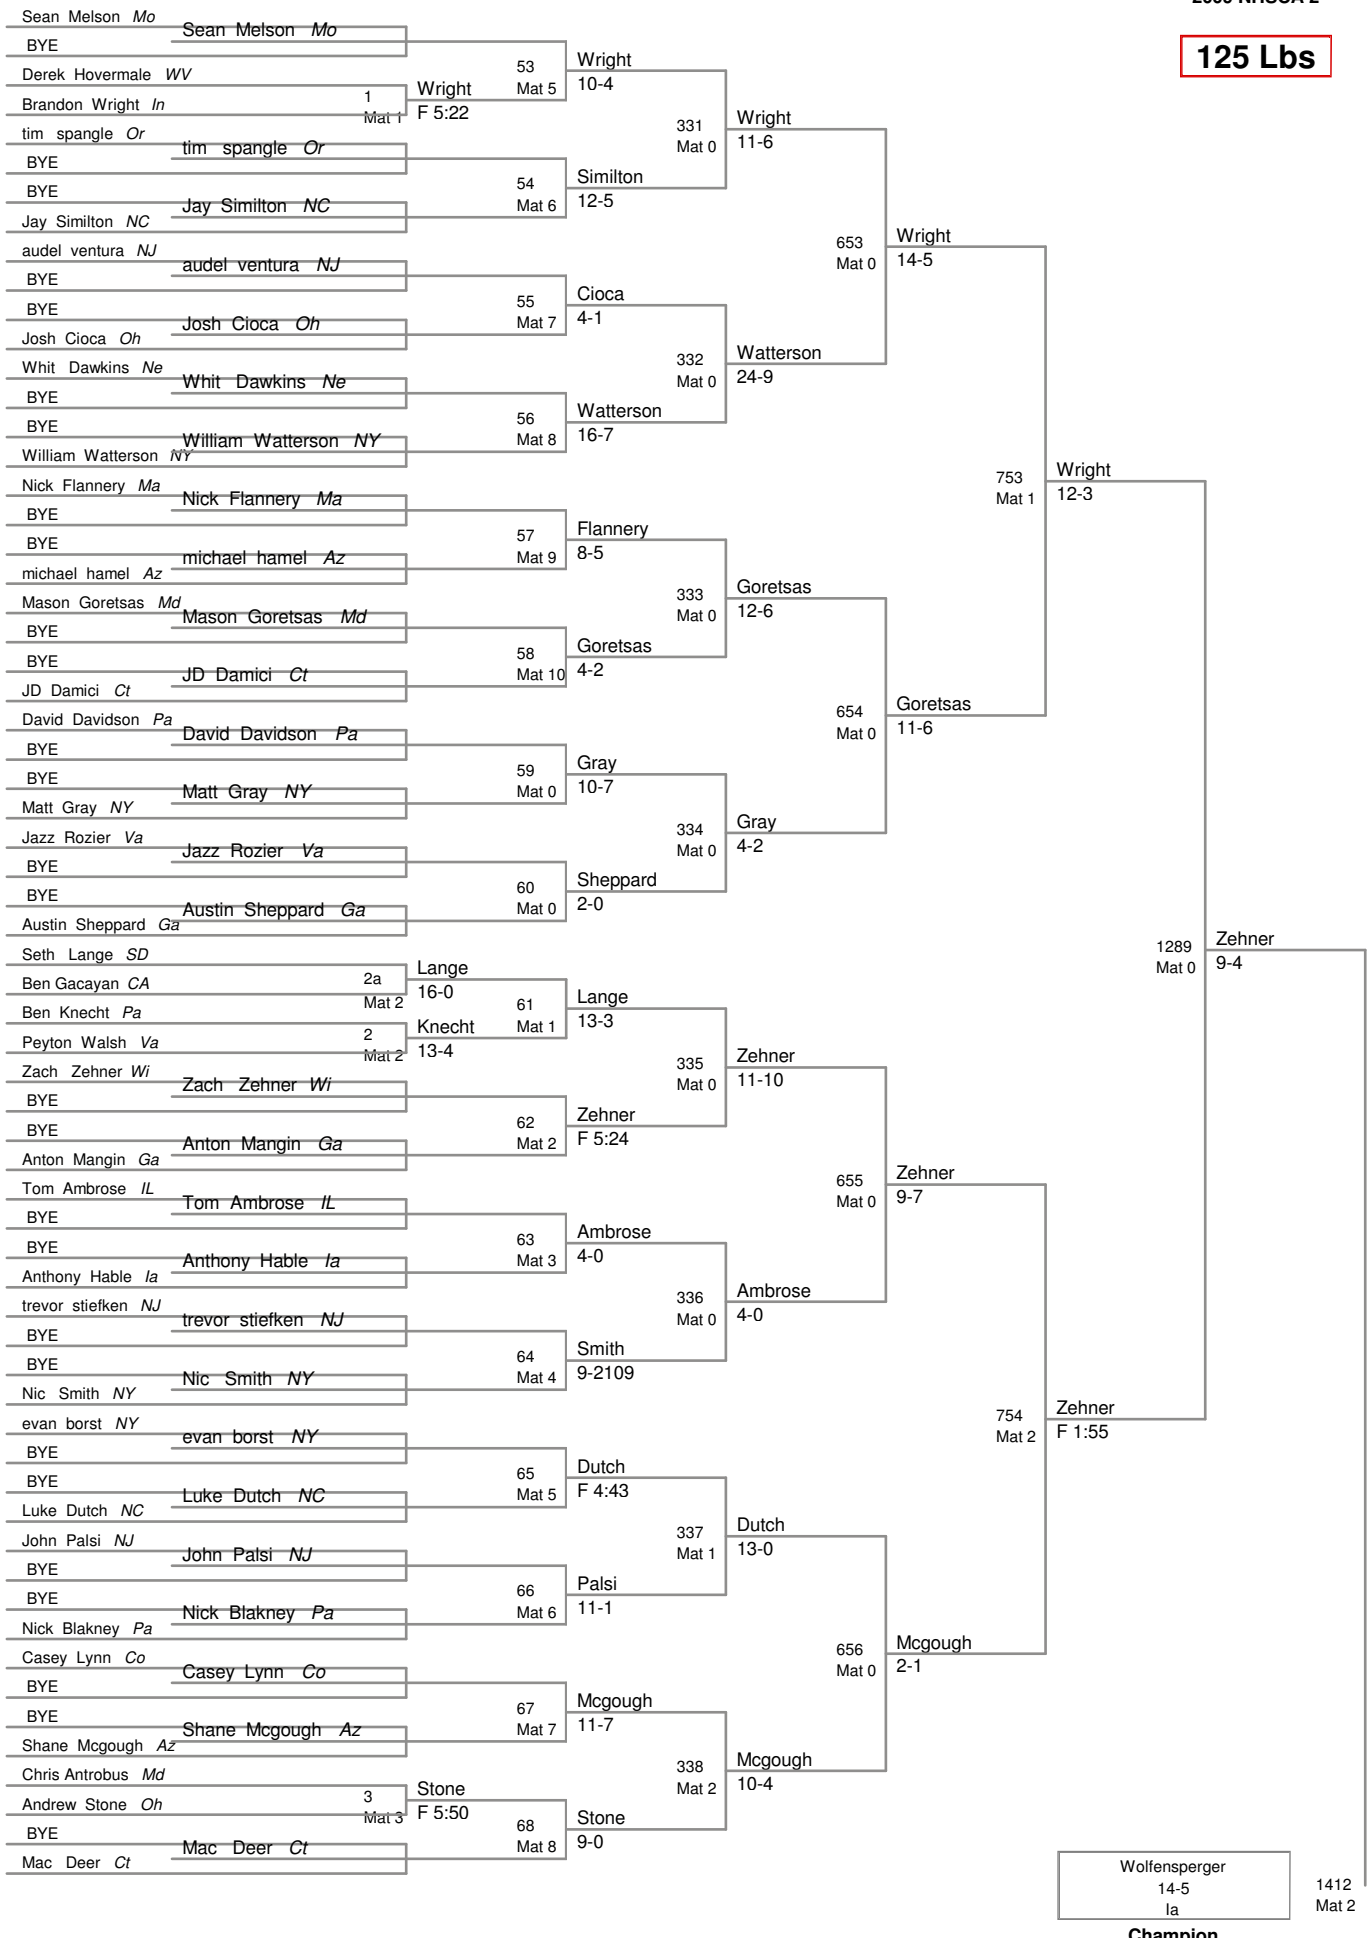 125 Lbs
Sean Melson Mo
BYE
Derek Hovermale WV
Brandon Wright In
tim spangle Or
BYE
BYE
Jay Similton NC
audel ventura NJ
BYE
BYE
Josh Cioca Oh
Whit Dawkins Ne
BYE
BYE
William Watterson NY
Nick Flannery Ma
BYE
BYE
michael hamel Az
Mason Goretsas Md
BYE
BYE
JD Damici Ct
David Davidson Pa
BYE
BYE
Matt Gray NY
Jazz Rozier Va
BYE
BYE
Austin Sheppard Ga
Seth Lange SD
Ben Gacayan CA
Ben Knecht Pa
Peyton Walsh Va
Zach Zehner Wi
BYE
BYE
Anton Mangin Ga
Tom Ambrose IL
BYE
BYE
Anthony Hable Ia
trevor stiefken NJ
BYE
BYE
Nic Smith NY
evan borst NY
BYE
BYE
Luke Dutch NC
John Palsi NJ
BYE
BYE
Nick Blakney Pa
Casey Lynn Co
BYE
BYE
Shane Mcgough Az
Chris Antrobus Md
Andrew Stone Oh
BYE
Mac Deer Ct
Sean Melson Mo
1
Mat 1
Wright
F 5:22
tim spangle Or
Jay Similton NC
audel ventura NJ
Josh Cioca Oh
Whit Dawkins Ne
William Watterson NY
Nick Flannery Ma
michael hamel Az
Mason Goretsas Md
JD Damici Ct
David Davidson Pa
Matt Gray NY
Jazz Rozier Va
Austin Sheppard Ga
2a
Mat 2
Lange
16-0
2
Mat 2
Knecht
13-4
Zach Zehner Wi
Anton Mangin Ga
Tom Ambrose IL
Anthony Hable Ia
trevor stiefken NJ
Nic Smith NY
evan borst NY
Luke Dutch NC
John Palsi NJ
Nick Blakney Pa
Casey Lynn Co
Shane Mcgough Az
3
Mat 3
Stone
F 5:50
Mac Deer Ct
53
Mat 5
Wright
10-4
54
Mat 6
Similton
12-5
55
Mat 7
Cioca
4-1
56
Mat 8
Watterson
16-7
57
Mat 9
Flannery
8-5
58
Mat 10
Goretsas
4-2
59
Mat 0
Gray
10-7
60
Mat 0
Sheppard
2-0
61
Mat 1
Lange
13-3
62
Mat 2
Zehner
F 5:24
63
Mat 3
Ambrose
4-0
64
Mat 4
Smith
9-2109
65
Mat 5
Dutch
F 4:43
66
Mat 6
Palsi
11-1
67
Mat 7
Mcgough
11-7
68
Mat 8
Stone
9-0
331
Mat 0
Wright
11-6
332
Mat 0
Watterson
24-9
333
Mat 0
Goretsas
12-6
334
Mat 0
Gray
4-2
335
Mat 0
Zehner
11-10
336
Mat 0
Ambrose
4-0
337
Mat 1
Dutch
13-0
338
Mat 2
Mcgough
10-4
653
Mat 0
Wright
14-5
654
Mat 0
Goretsas
11-6
655
Mat 0
Zehner
9-7
656
Mat 0
Mcgough
2-1
753
Mat 1
Wright
12-3
754
Mat 2
Zehner
F 1:55
1289
Mat 0
Zehner
9-4
1412
Mat 2
Wolfensperger
14-5
Ia
Champion